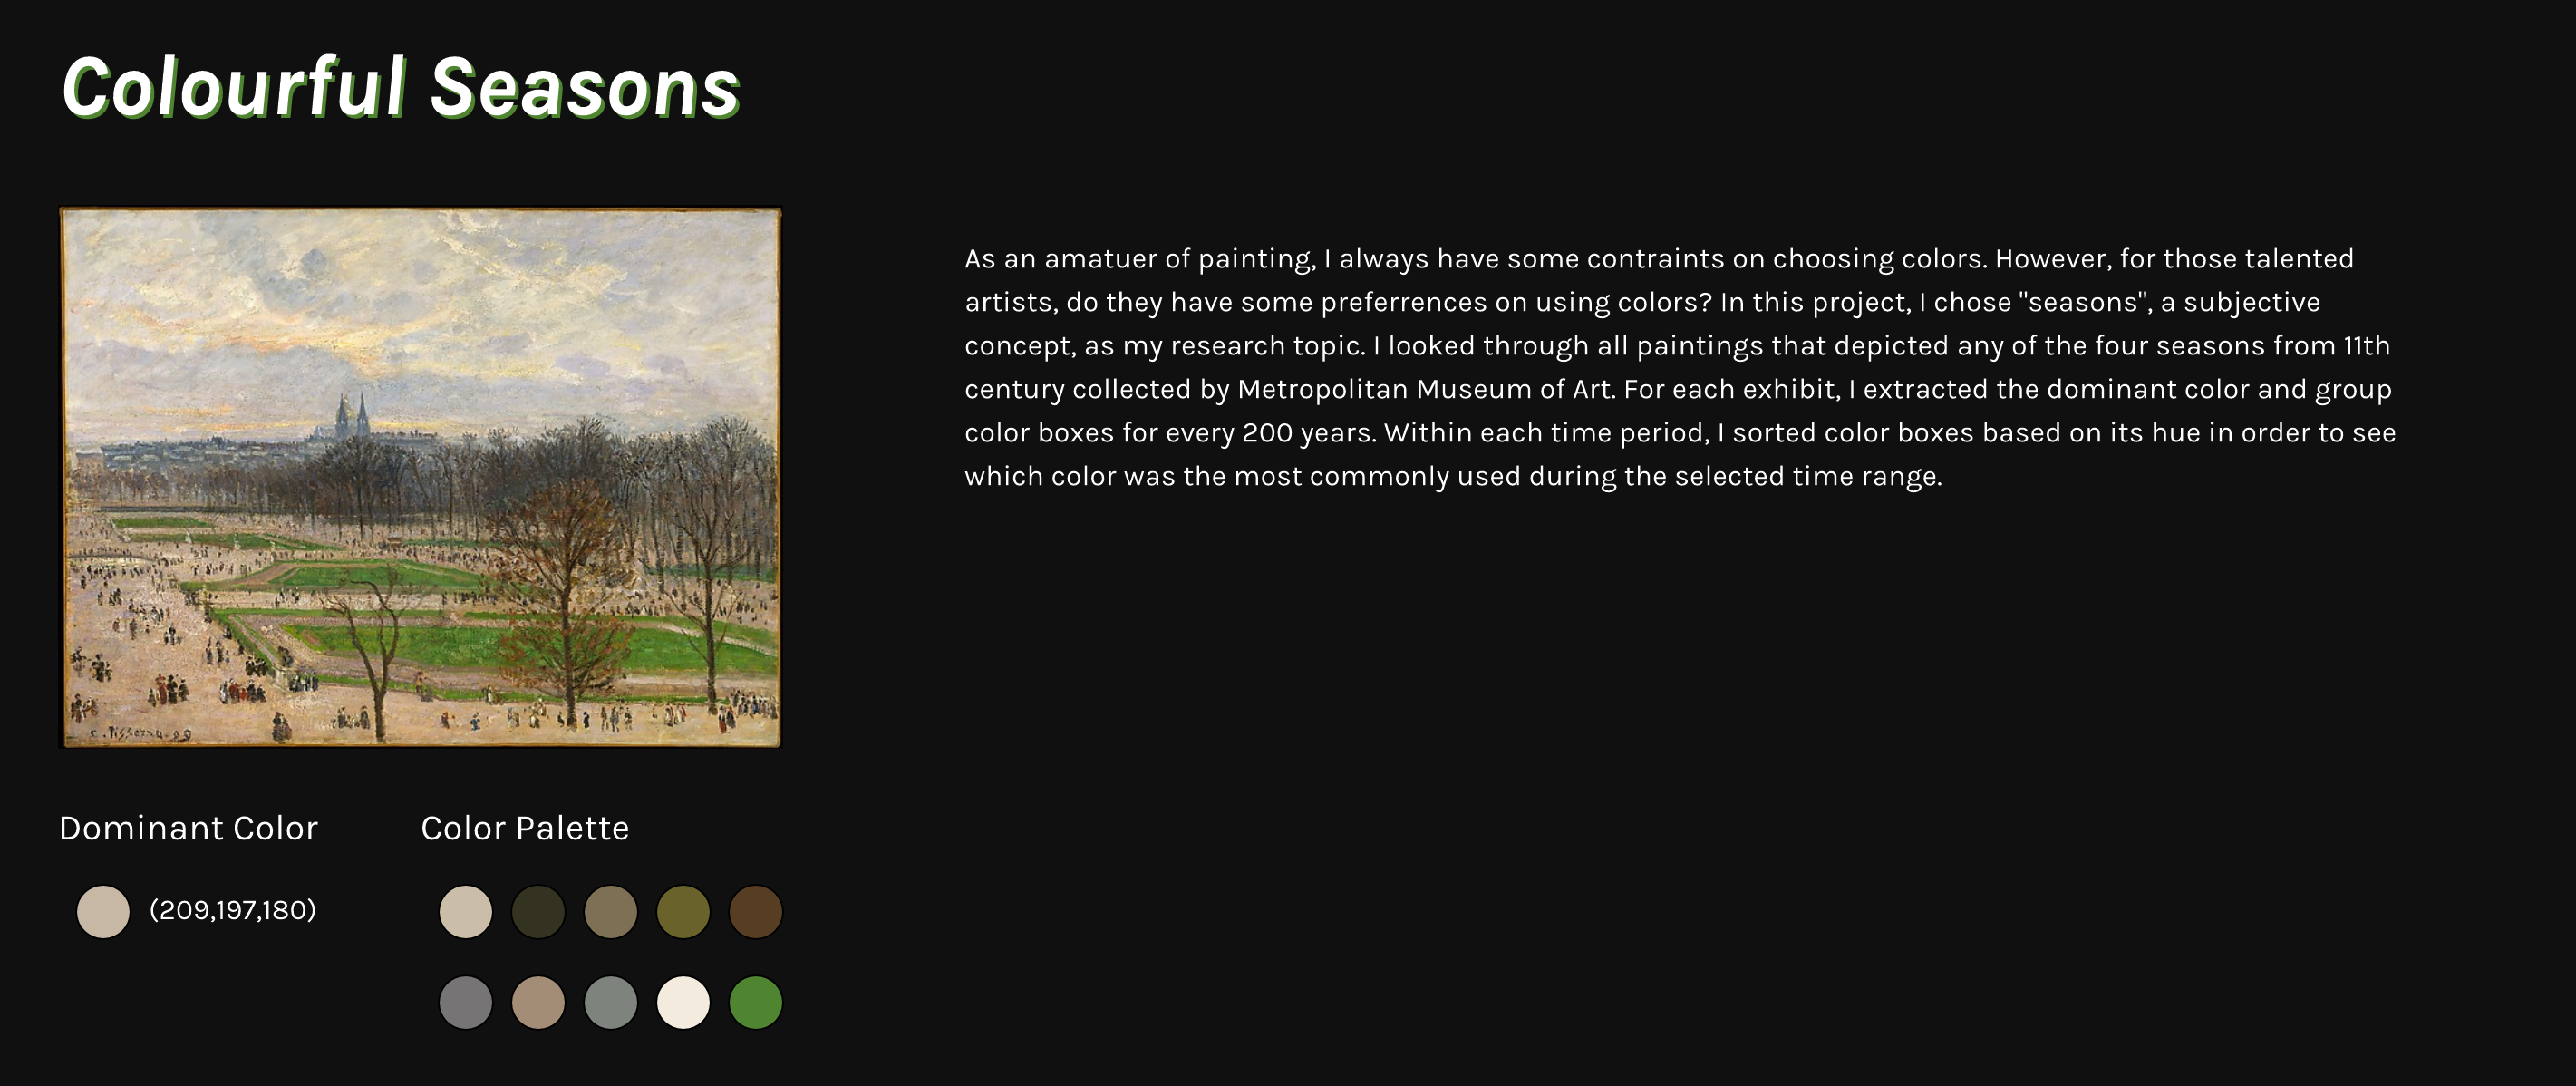 Colourful Seasons
As an amatuer of painting, I always have some contraints on choosing colors. However, for those talented
artists, do they have some preferrences on using colors? In this project, I chose "seasons", a subjective
concept, as my research topic. I looked through all paintings that depicted any of the four seasons from 11th
century collected by Metropolitan Museum of Art. For each exhibit, I extracted the dominant color and group
color boxes for every 200 years. Within each time period, I sorted color boxes based on its hue in order to see
which color was the most commonly used during the selected time range.
C. Pissarro. 99
Dominant Color
(209,197,180)
Color Palette